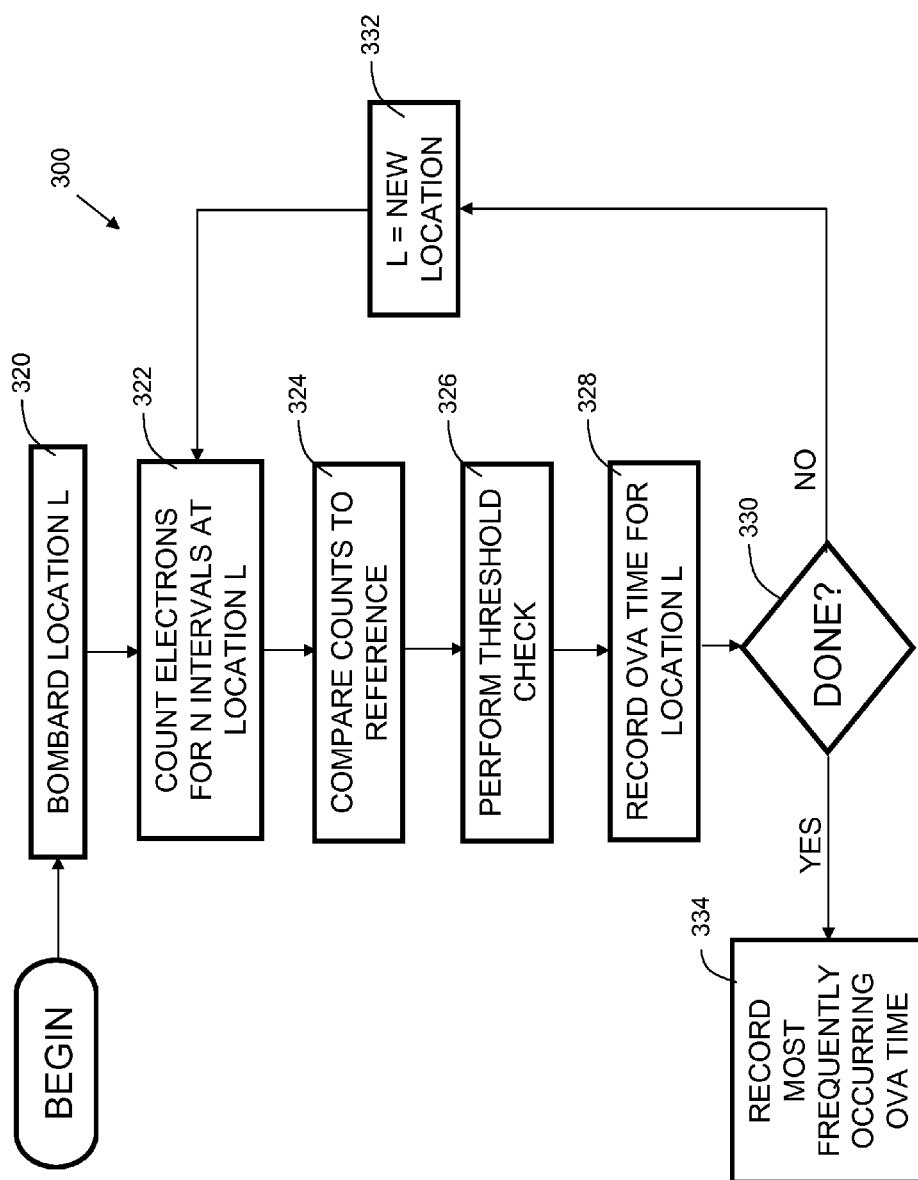 300
BEGIN
BOMBARD LOCATION L
320
COUNT ELECTRONS
FOR N INTERVALS AT
LOCATION L
322
COMPARE COUNTS TO
REFERENCE
324
PERFORM THRESHOLD
CHECK
326
RECORD OVA TIME FOR
LOCATION L
328
DONE?
330
NO
L = NEW
LOCATION
332
YES
RECORD
MOST
FREQUENTLY
OCCURRING
OVA TIME
334